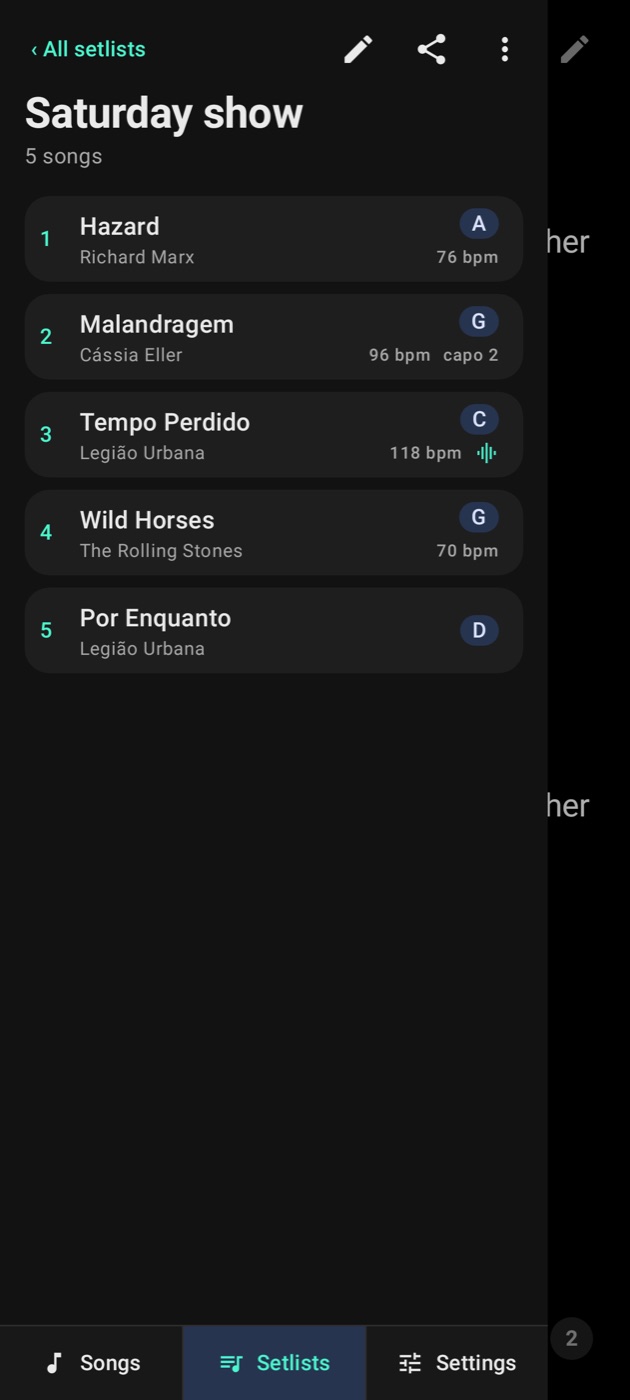 ‹ All setlists
Saturday show
5 songs
1 Hazard A
Richard Marx 76 bpm
her
2 Malandragem G
Cássia Eller 96 bpm capo 2
3 Tempo Perdido C
Legião Urbana 118 bpm
4 Wild Horses G
The Rolling Stones 70 bpm
5 Por Enquanto D
Legião Urbana
her
2
Songs Setlists Settings